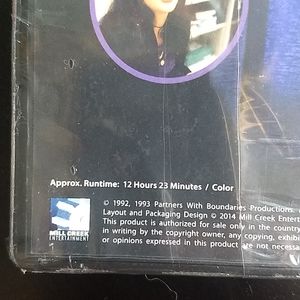 Approx. Runtime: 12 Hours 23 Minutes / Color
© 1992, 1993 Partners With Boundaries Productions.
Layout and Packaging Design © 2014 Mill Creek Entert
This product is authorized for sale only in the country
in writing by the copyright owner, any copying, exhibi
or opinions expressed in this product are not necessa
MILL CREEK
ENTERTAINMENT